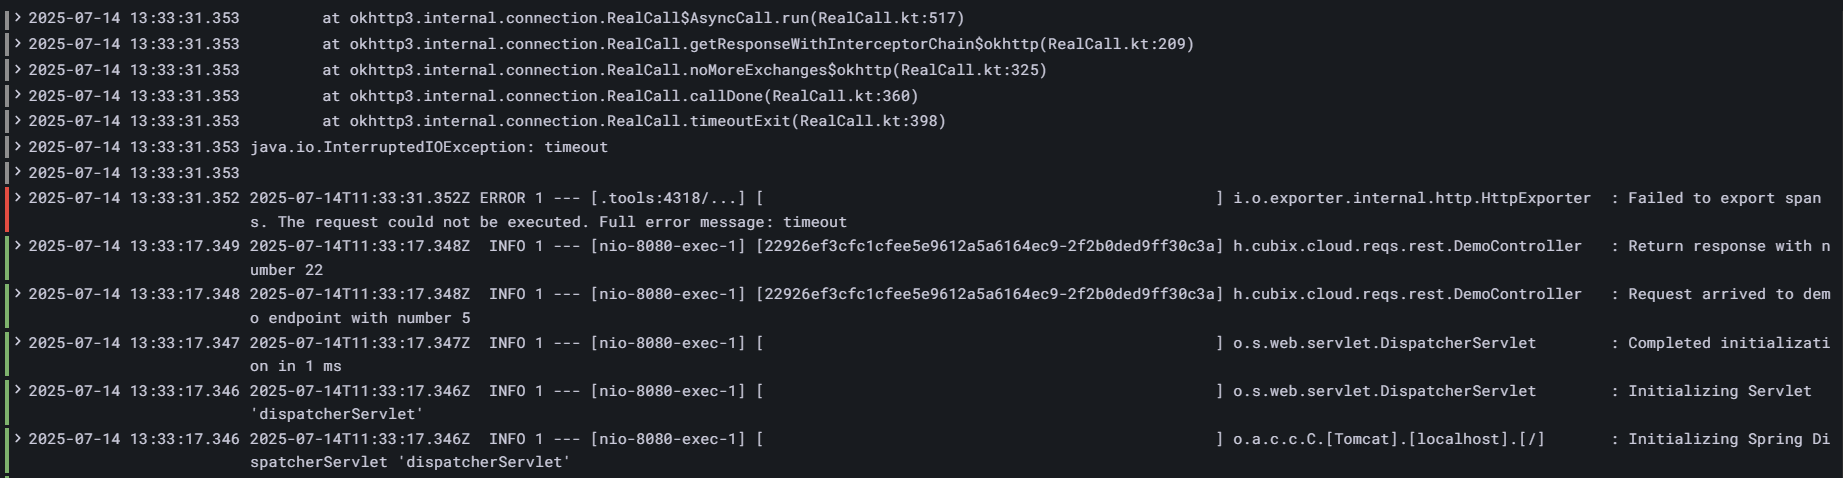 > 2025-07-14 13:33:31.353         at okhttp3.internal.connection.RealCall$AsyncCall.run(RealCall.kt:517)
> 2025-07-14 13:33:31.353         at okhttp3.internal.connection.RealCall.getResponseWithInterceptorChain$okhttp(RealCall.kt:209)
> 2025-07-14 13:33:31.353         at okhttp3.internal.connection.RealCall.noMoreExchanges$okhttp(RealCall.kt:325)
> 2025-07-14 13:33:31.353         at okhttp3.internal.connection.RealCall.callDone(RealCall.kt:360)
> 2025-07-14 13:33:31.353         at okhttp3.internal.connection.RealCall.timeoutExit(RealCall.kt:398)
> 2025-07-14 13:33:31.353 java.io.InterruptedIOException: timeout
> 2025-07-14 13:33:31.353
> 2025-07-14 13:33:31.352 2025-07-14T11:33:31.352Z ERROR 1 --- [.tools:4318/...] [                                                 ] i.o.exporter.internal.http.HttpExporter  : Failed to export span
s. The request could not be executed. Full error message: timeout
> 2025-07-14 13:33:17.349 2025-07-14T11:33:17.348Z  INFO 1 --- [nio-8080-exec-1] [22926ef3cfc1cfee5e9612a5a6164ec9-2f2b0ded9ff30c3a] h.cubix.cloud.reqs.rest.DemoController   : Return response with n
umber 22
> 2025-07-14 13:33:17.348 2025-07-14T11:33:17.348Z  INFO 1 --- [nio-8080-exec-1] [22926ef3cfc1cfee5e9612a5a6164ec9-2f2b0ded9ff30c3a] h.cubix.cloud.reqs.rest.DemoController   : Request arrived to dem
o endpoint with number 5
> 2025-07-14 13:33:17.347 2025-07-14T11:33:17.347Z  INFO 1 --- [nio-8080-exec-1] [                                                 ] o.s.web.servlet.DispatcherServlet        : Completed initializati
on in 1 ms
> 2025-07-14 13:33:17.346 2025-07-14T11:33:17.346Z  INFO 1 --- [nio-8080-exec-1] [                                                 ] o.s.web.servlet.DispatcherServlet        : Initializing Servlet
'dispatcherServlet'
> 2025-07-14 13:33:17.346 2025-07-14T11:33:17.346Z  INFO 1 --- [nio-8080-exec-1] [                                                 ] o.a.c.c.C.[Tomcat].[localhost].[/]       : Initializing Spring Di
spatcherServlet 'dispatcherServlet'